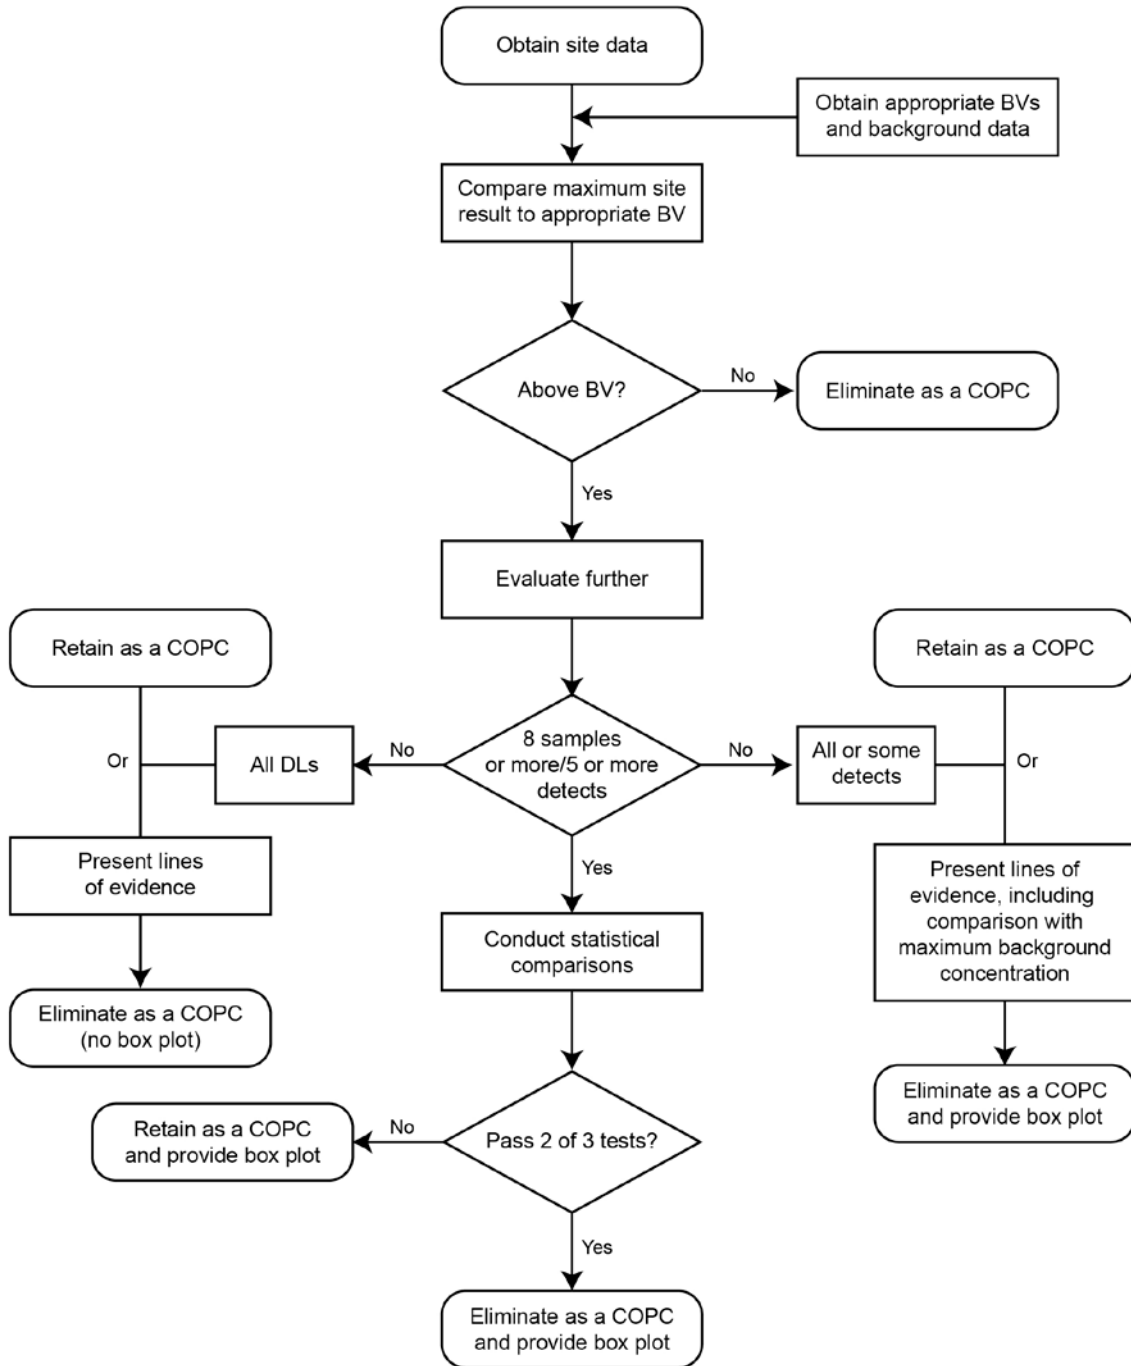 Obtain site data
Obtain appropriate BVs
and background data
Compare maximum site
result to appropriate BV
Above BV?
No
Eliminate as a COPC
Yes
Evaluate further
Retain as a COPC
Retain as a COPC
Or
All DLs
No
8 samples
or more/5 or more
detects
No
All or some
detects
Or
Present lines
of evidence
Yes
Present lines of
evidence, including
comparison with
maximum background
concentration
Conduct statistical
comparisons
Eliminate as a COPC
(no box plot)
Eliminate as a COPC
and provide box plot
Retain as a COPC
and provide box plot
No
Pass 2 of 3 tests?
Yes
Eliminate as a COPC
and provide box plot